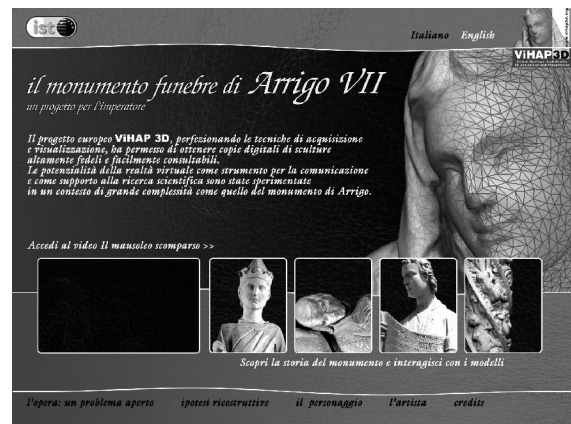 ist
Italiano English
ViHAP3D
il monumento funebre di Arrigo VII
un progetto per l'imperatore
Il progetto europeo ViHAP 3D, perfezionando le tecniche di acquisizione
e visualizzazione, ha permesso di ottenere copie digitali di sculture
altamente fedeli e facilmente consultabili.
Le potenzialità della realtà virtuale come strumento per la comunicazione
e come supporto alla ricerca scientifica sono state sperimentate
in un contesto di grande complessità come quello del monumento di Arrigo.
Accedi al video Il mausoleo scomparso >>
Scopri la storia del monumento e interagisci con i modelli
l'opera: un problema aperto ipotesi ricostruttive il personaggio l'artista credits